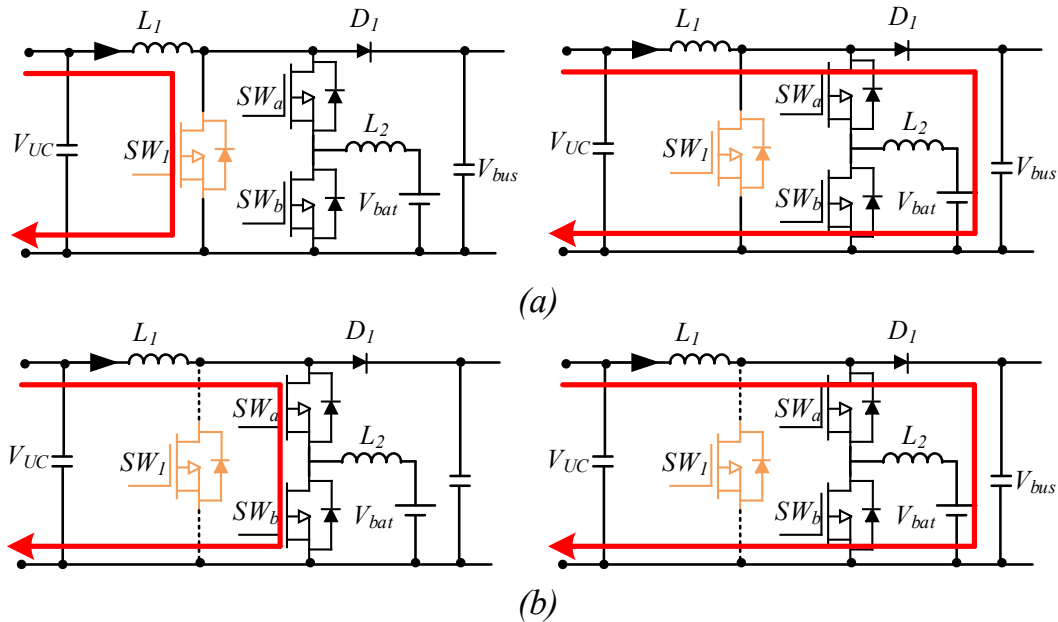 L1 D1 L1 D1
SWa SWa
L2 L2
VUC SW1 VUC SW1
Vbus Vbus
SWb Vbat SWb Vbat
(a)
L1 D1 L1 D1
SWa SWa
L2 L2
VUC SW1 VUC SW1
Vbus
SWb Vbat SWb Vbat
(b)